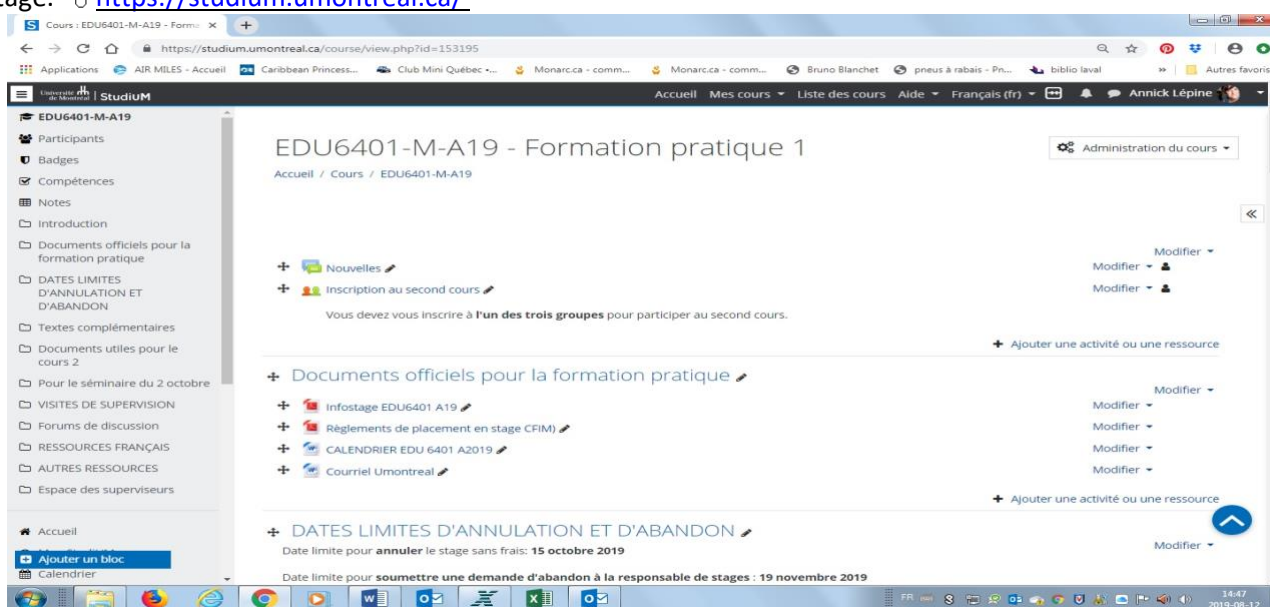 tage. o https://studium.umontreal.ca/
Cours : EDU6401-M-A19 - Forma
https://studium.umontreal.ca/course/view.php?id=153195
Applications AIR MILES - Accueil Caribbean Princess... Club Mini Québec •... Monarc.ca - comm... Monarc.ca - comm... Bruno Blanchet pneus à rabais - Pn... biblio laval » Autres favoris
Université de Montréal | StudiuM Accueil Mes cours Liste des cours Aide Français (fr) Annick Lépine
EDU6401-M-A19
Participants
Badges
Compétences
Notes
Introduction
Documents officiels pour la
formation pratique
DATES LIMITES
D'ANNULATION ET
D'ABANDON
Textes complémentaires
Documents utiles pour le
cours 2
Pour le séminaire du 2 octobre
VISITES DE SUPERVISION
Forums de discussion
RESSOURCES FRANÇAIS
AUTRES RESSOURCES
Espace des superviseurs
Accueil
Ajouter un bloc
Calendrier
EDU6401-M-A19 - Formation pratique 1
Administration du cours
Accueil / Cours / EDU6401-M-A19
Modifier
Nouvelles Modifier
Inscription au second cours Modifier
Vous devez vous inscrire à l'un des trois groupes pour participer au second cours.
+ Ajouter une activité ou une ressource
Documents officiels pour la formation pratique
Modifier
Infostage EDU6401 A19 Modifier
Règlements de placement en stage CFIM) Modifier
CALENDRIER EDU 6401 A2019 Modifier
Courriel Umontreal Modifier
+ Ajouter une activité ou une ressource
DATES LIMITES D'ANNULATION ET D'ABANDON
Modifier
Date limite pour annuler le stage sans frais: 15 octobre 2019
Date limite pour soumettre une demande d'abandon à la responsable de stages : 19 novembre 2019
FR 14:47
2019-08-12